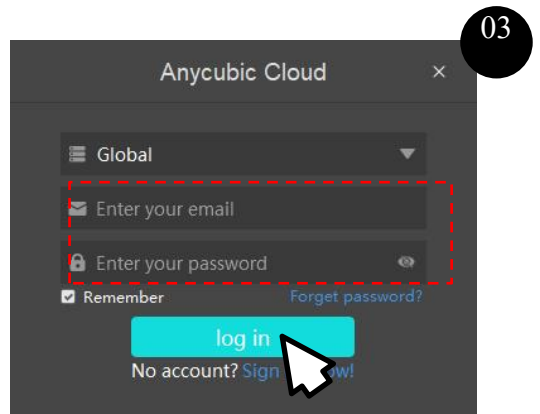 03
Anycubic Cloud
Global
Enter your email
Enter your password
Remember Forget password?
log in
No account? Sign